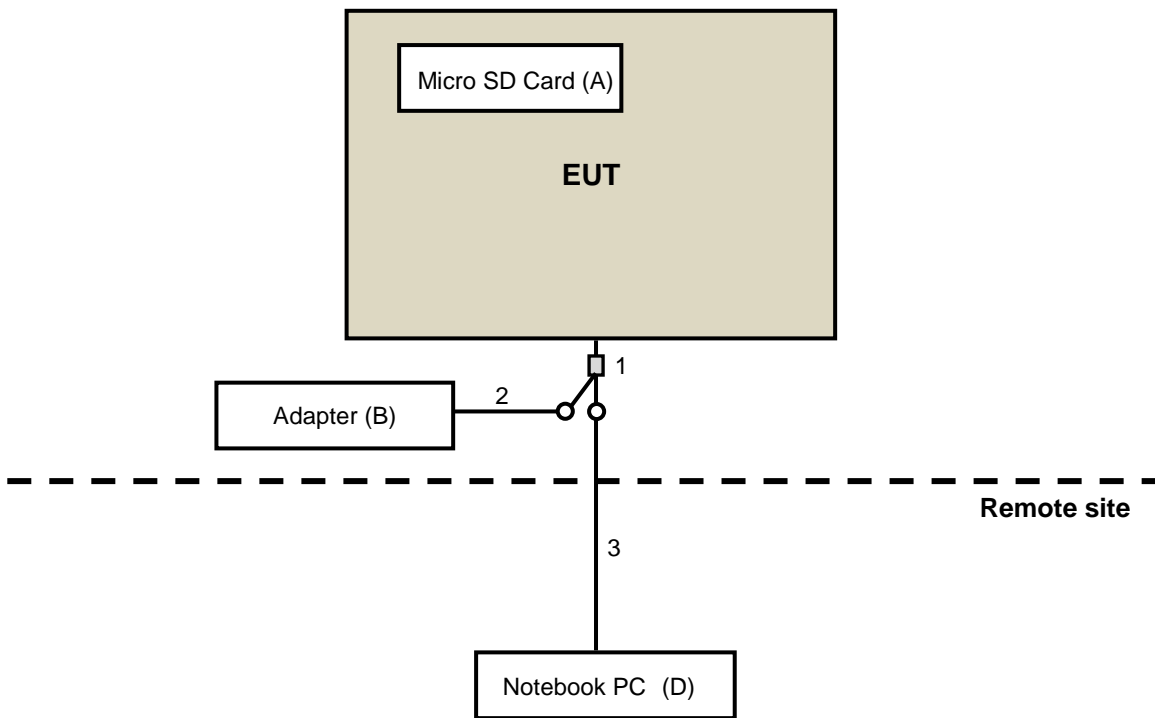 Micro SD Card (A)
EUT
1
2
Adapter (B)
Remote site
3
Notebook PC (D)